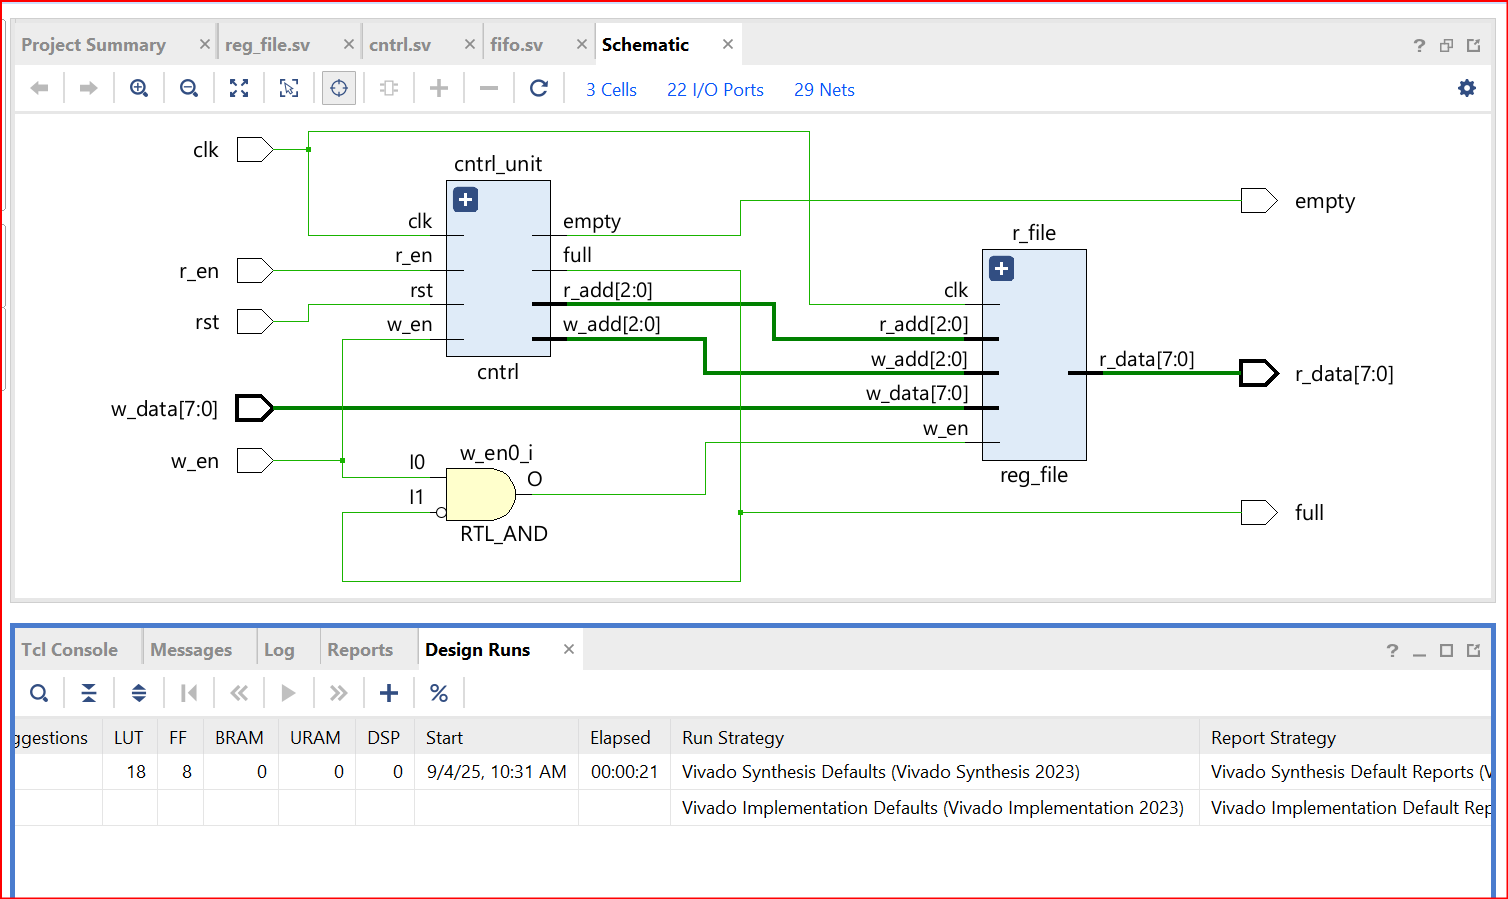 Project Summary × reg_file.sv × cntrl.sv × fifo.sv × Schematic × ?
3 Cells 22 I/O Ports 29 Nets
clk
cntrl_unit
clk empty
empty
r_en full
r_en
r_file
rst r_add[2:0]
clk
rst
w_en w_add[2:0]
r_add[2:0]
cntrl
w_add[2:0] r_data[7:0]
r_data[7:0]
w_data[7:0]
w_data[7:0]
w_en
w_en
I0 w_en0_i
O
I1
RTL_AND
reg_file
full
Tcl Console Messages Log Reports Design Runs × ?
%
ggestions LUT FF BRAM URAM DSP Start Elapsed Run Strategy Report Strategy
18 8 0 0 0 9/4/25, 10:31 AM 00:00:21 Vivado Synthesis Defaults (Vivado Synthesis 2023) Vivado Synthesis Default Reports (V
Vivado Implementation Defaults (Vivado Implementation 2023) Vivado Implementation Default Rep